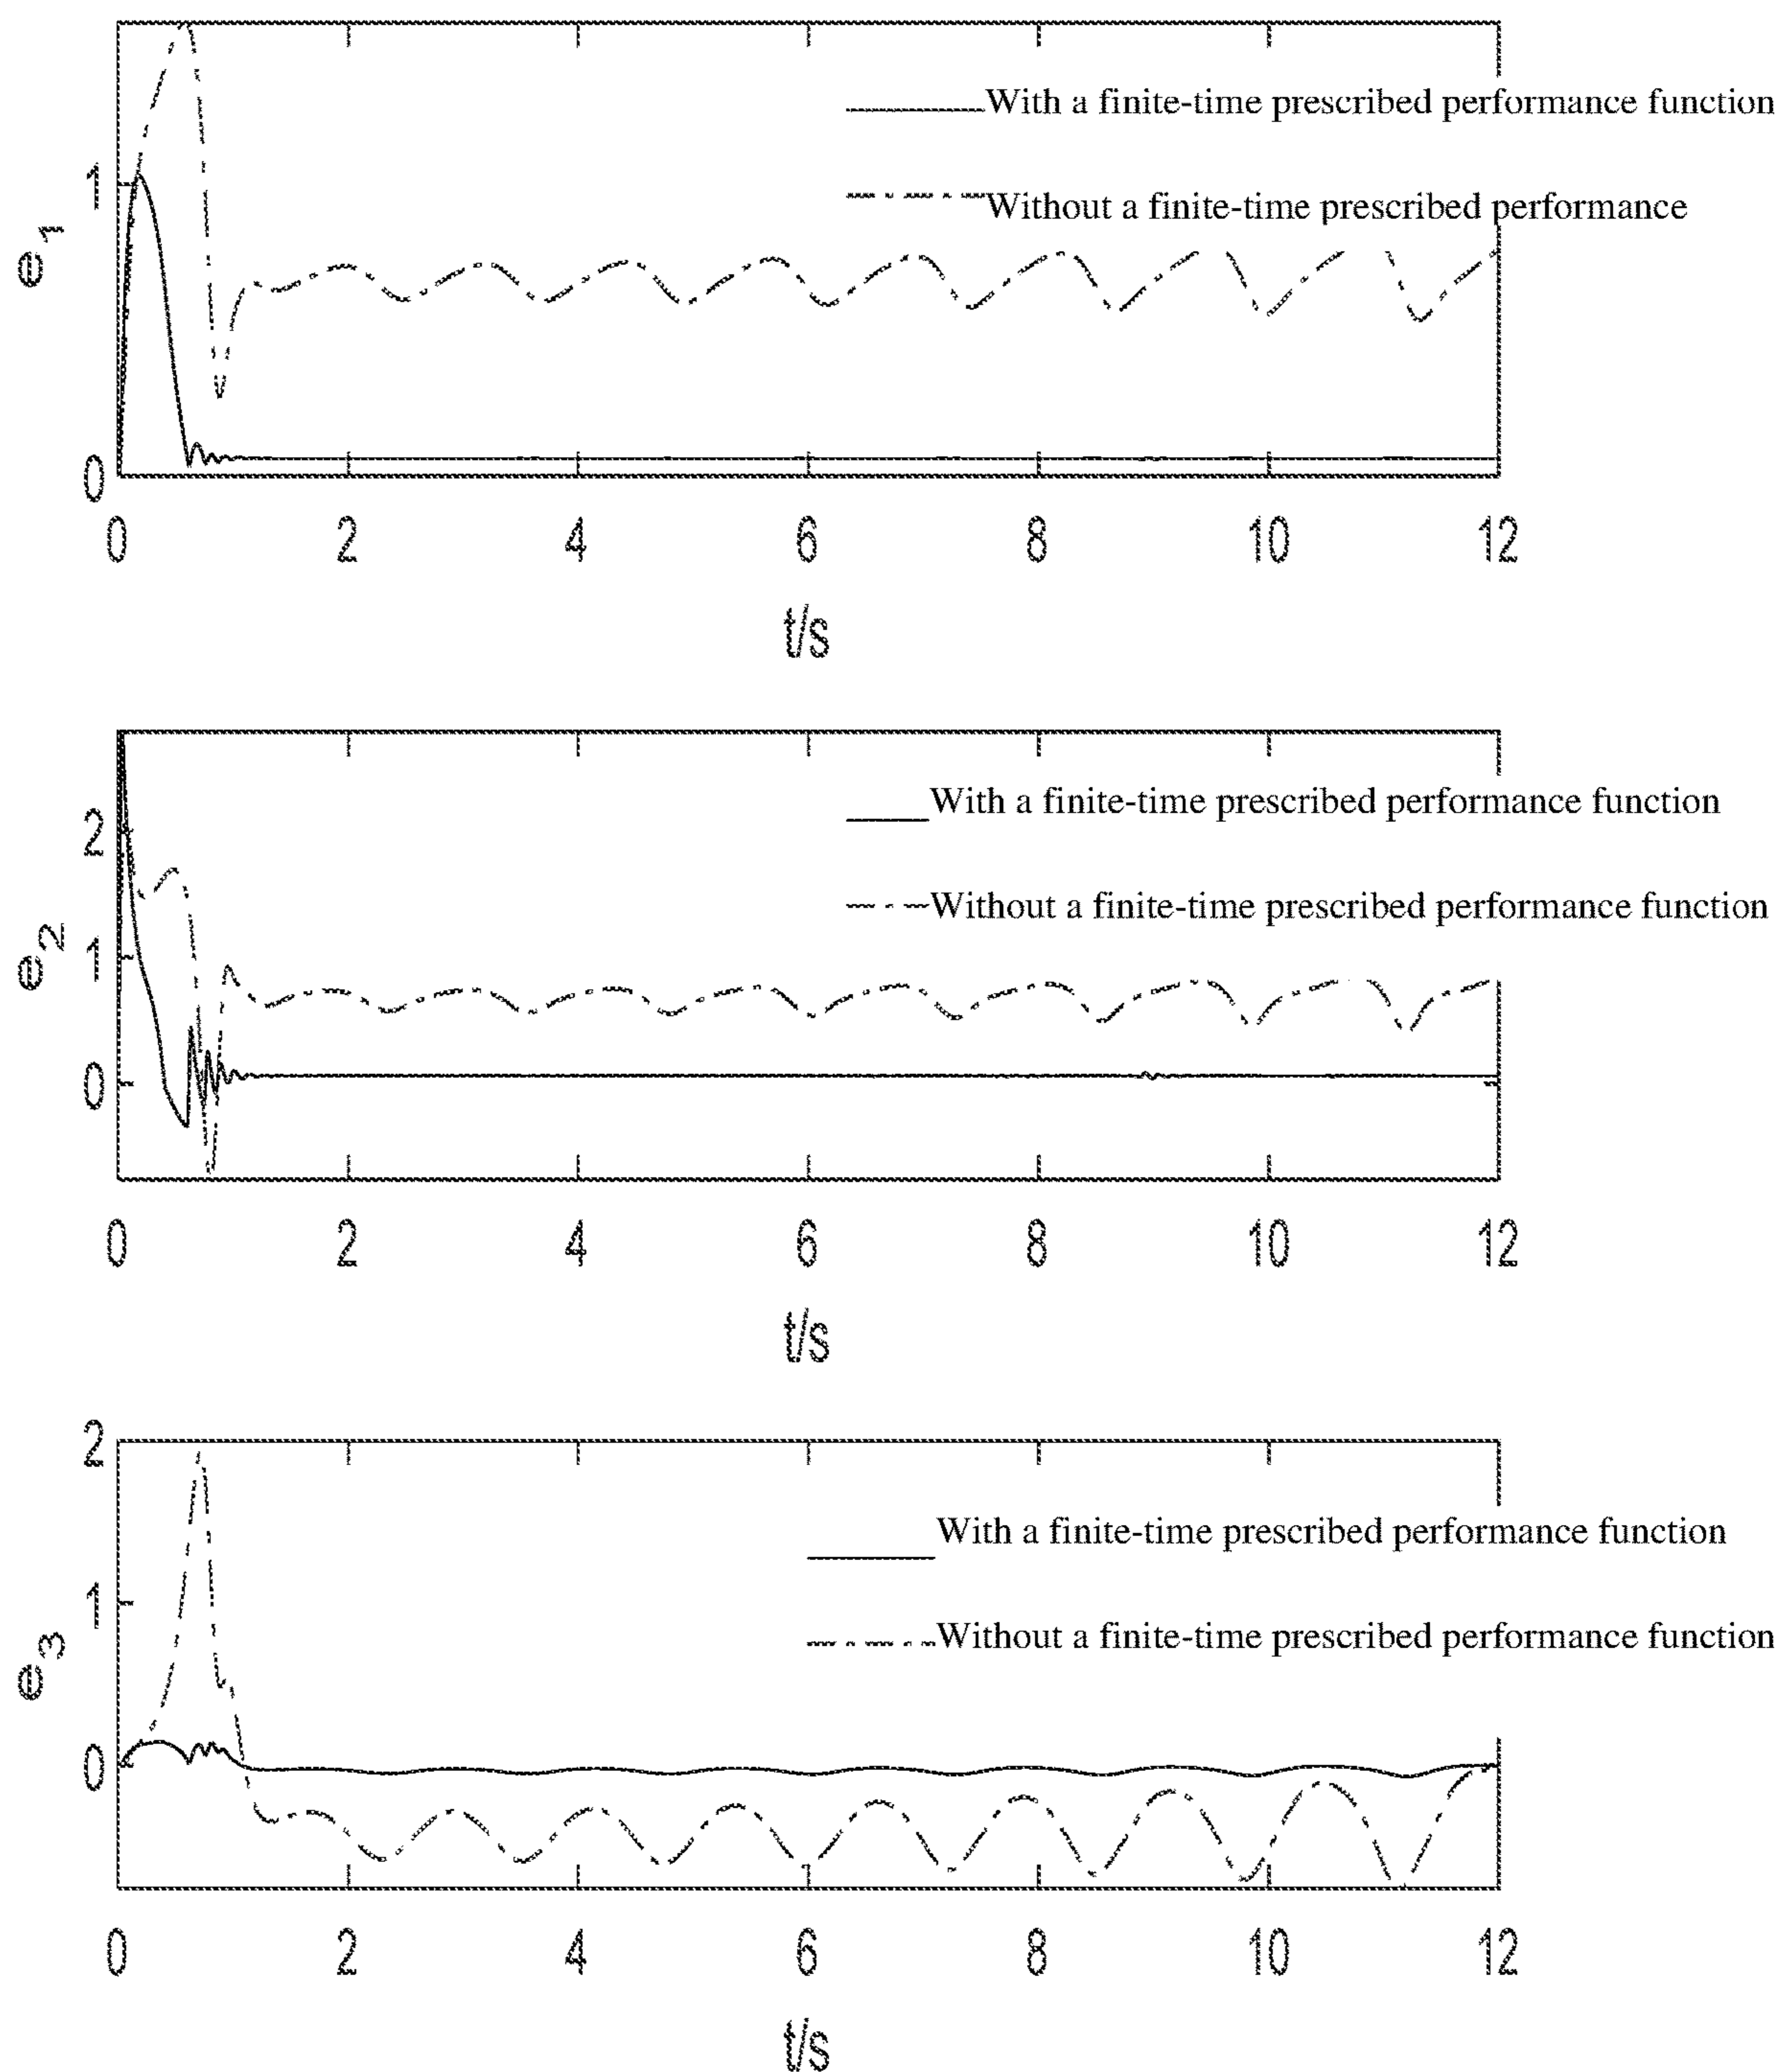 With a finite-time prescribed performance function
Without a finite-time prescribed performance
1
0
e1
0 2 4 6 8 10 12
t/s
With a finite-time prescribed performance function
Without a finite-time prescribed performance function
2
1
0
e2
0 2 4 6 8 10 12
t/s
2
1
0
e3
With a finite-time prescribed performance function
Without a finite-time prescribed performance function
0 2 4 6 8 10 12
t/s